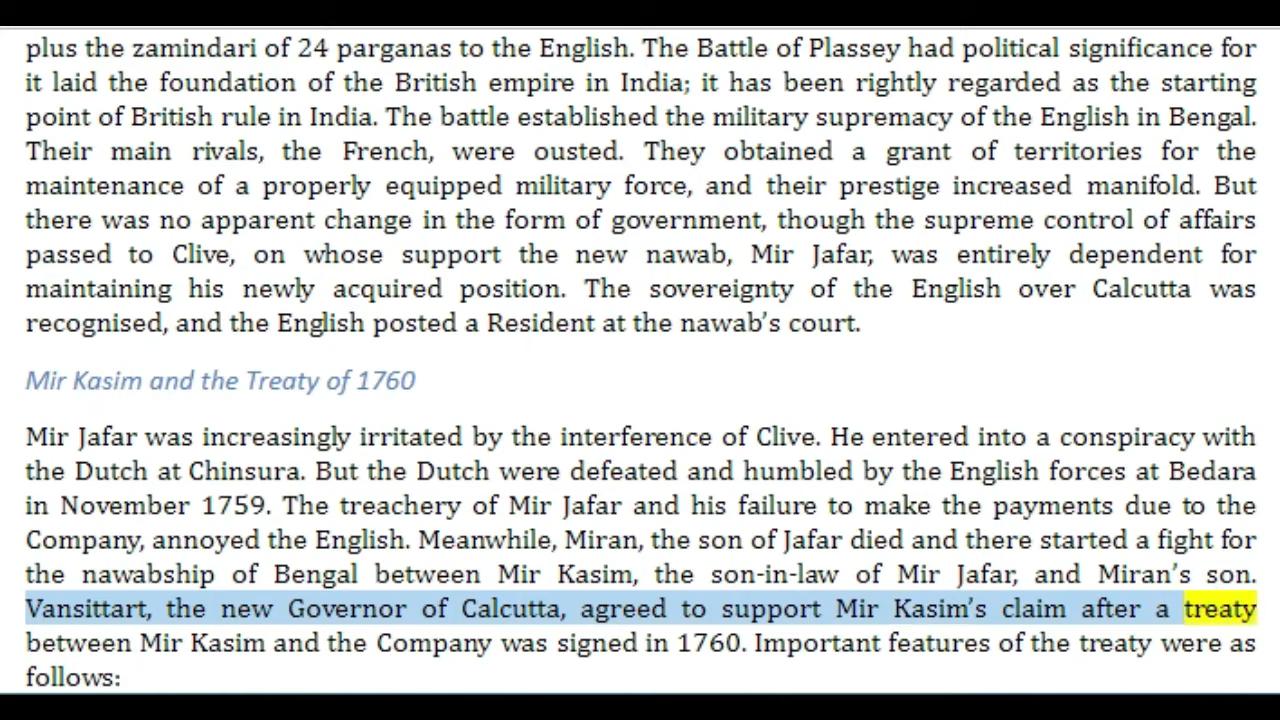 plus the zamindari of 24 parganas to the English. The Battle of Plassey had political significance for
it laid the foundation of the British empire in India; it has been rightly regarded as the starting
point of British rule in India. The battle established the military supremacy of the English in Bengal.
Their main rivals, the French, were ousted. They obtained a grant of territories for the
maintenance of a properly equipped military force, and their prestige increased manifold. But
there was no apparent change in the form of government, though the supreme control of affairs
passed to Clive, on whose support the new nawab, Mir Jafar, was entirely dependent for
maintaining his newly acquired position. The sovereignty of the English over Calcutta was
recognised, and the English posted a Resident at the nawab’s court.
Mir Kasim and the Treaty of 1760
Mir Jafar was increasingly irritated by the interference of Clive. He entered into a conspiracy with
the Dutch at Chinsura. But the Dutch were defeated and humbled by the English forces at Bedara
in November 1759. The treachery of Mir Jafar and his failure to make the payments due to the
Company, annoyed the English. Meanwhile, Miran, the son of Jafar died and there started a fight for
the nawabship of Bengal between Mir Kasim, the son-in-law of Mir Jafar, and Miran’s son.
Vansittart, the new Governor of Calcutta, agreed to support Mir Kasim’s claim after a treaty
between Mir Kasim and the Company was signed in 1760. Important features of the treaty were as
follows: